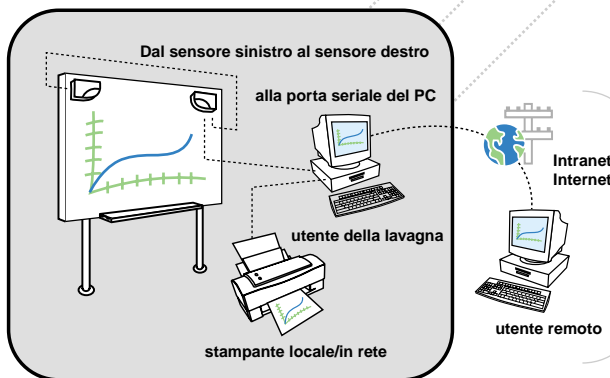 Dal sensore sinistro al sensore destro
alla porta seriale del PC
Intranet
Internet
utente della lavagna
utente remoto
stampante locale/in rete